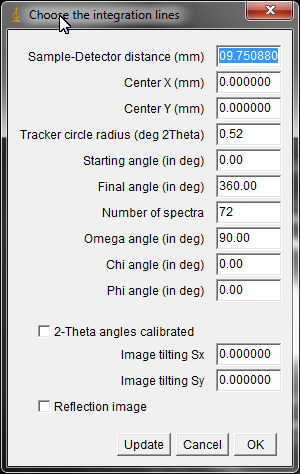 Choose the integration lines
Sample-Detector distance (mm) 09.750880
Center X (mm) 0.000000
Center Y (mm) 0.000000
Tracker circle radius (deg 2Theta) 0.52
Starting angle (in deg) 0.00
Final angle (in deg) 360.00
Number of spectra 72
Omega angle (in deg) 90.00
Chi angle (in deg) 0.00
Phi angle (in deg) 0.00
2-Theta angles calibrated
Image tilting Sx 0.000000
Image tilting Sy 0.000000
Reflection image
Update Cancel OK